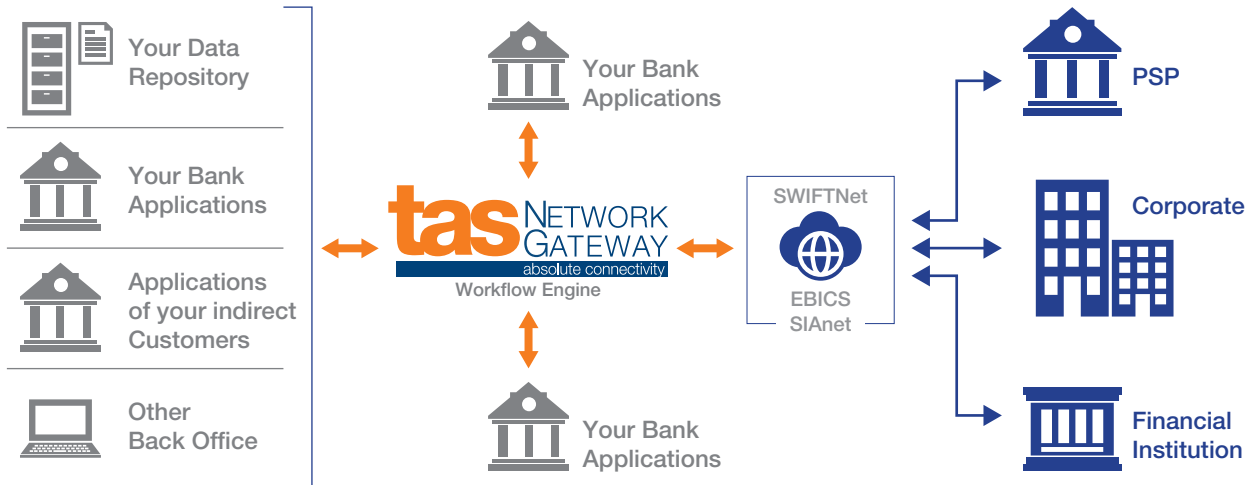 Your Data
Repository
Your Bank
Applications
Applications
of your indirect
Customers
Other
Back Office
Your Bank
Applications
tas NETWORK
GATEWAY
absolute connectivity
Workflow Engine
Your Bank
Applications
SWIFTNet
EBICS
SIAnet
PSP
Corporate
Financial
Institution